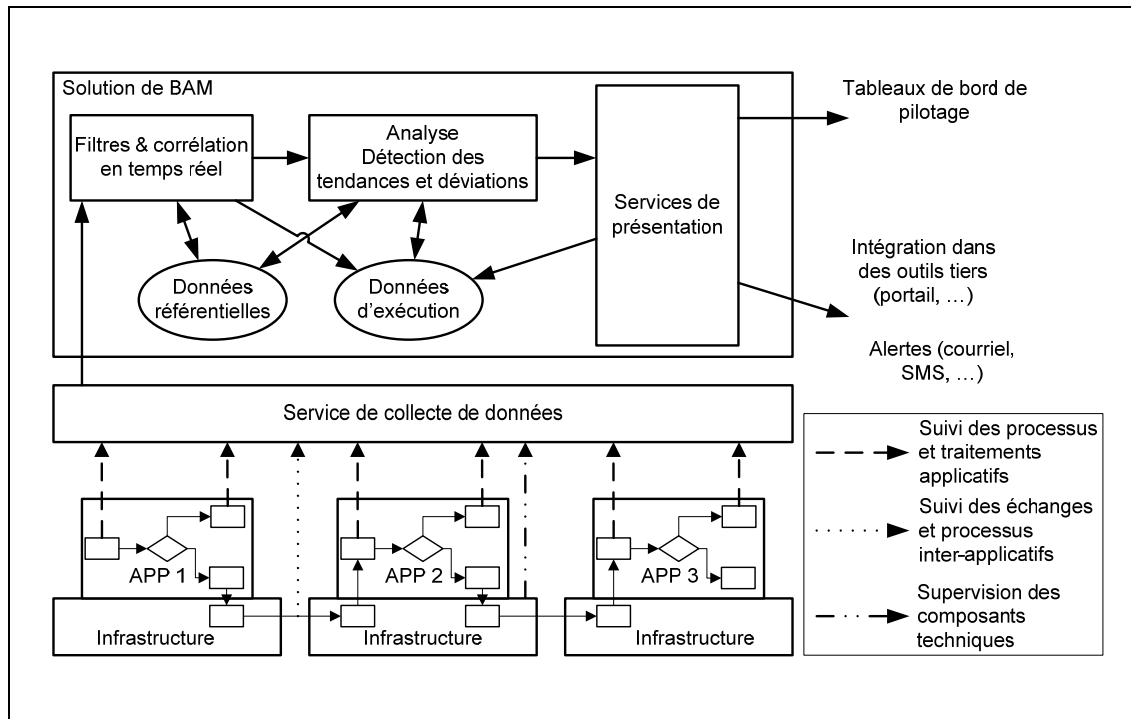 Solution de BAM
Filtres & corrélation
en temps réel
Analyse
Détection des
tendances et déviations
Services de
présentation
Données
référentielles
Données
d'exécution
Tableaux de bord de
pilotage
Intégration dans
des outils tiers
(portail, …)
Alertes (courriel,
SMS, …)
Service de collecte de données
APP 1
APP 2
APP 3
Infrastructure
Infrastructure
Infrastructure
Suivi des processus
et traitements
applicatifs
Suivi des échanges
et processus
inter-applicatifs
Supervision des
composants
techniques